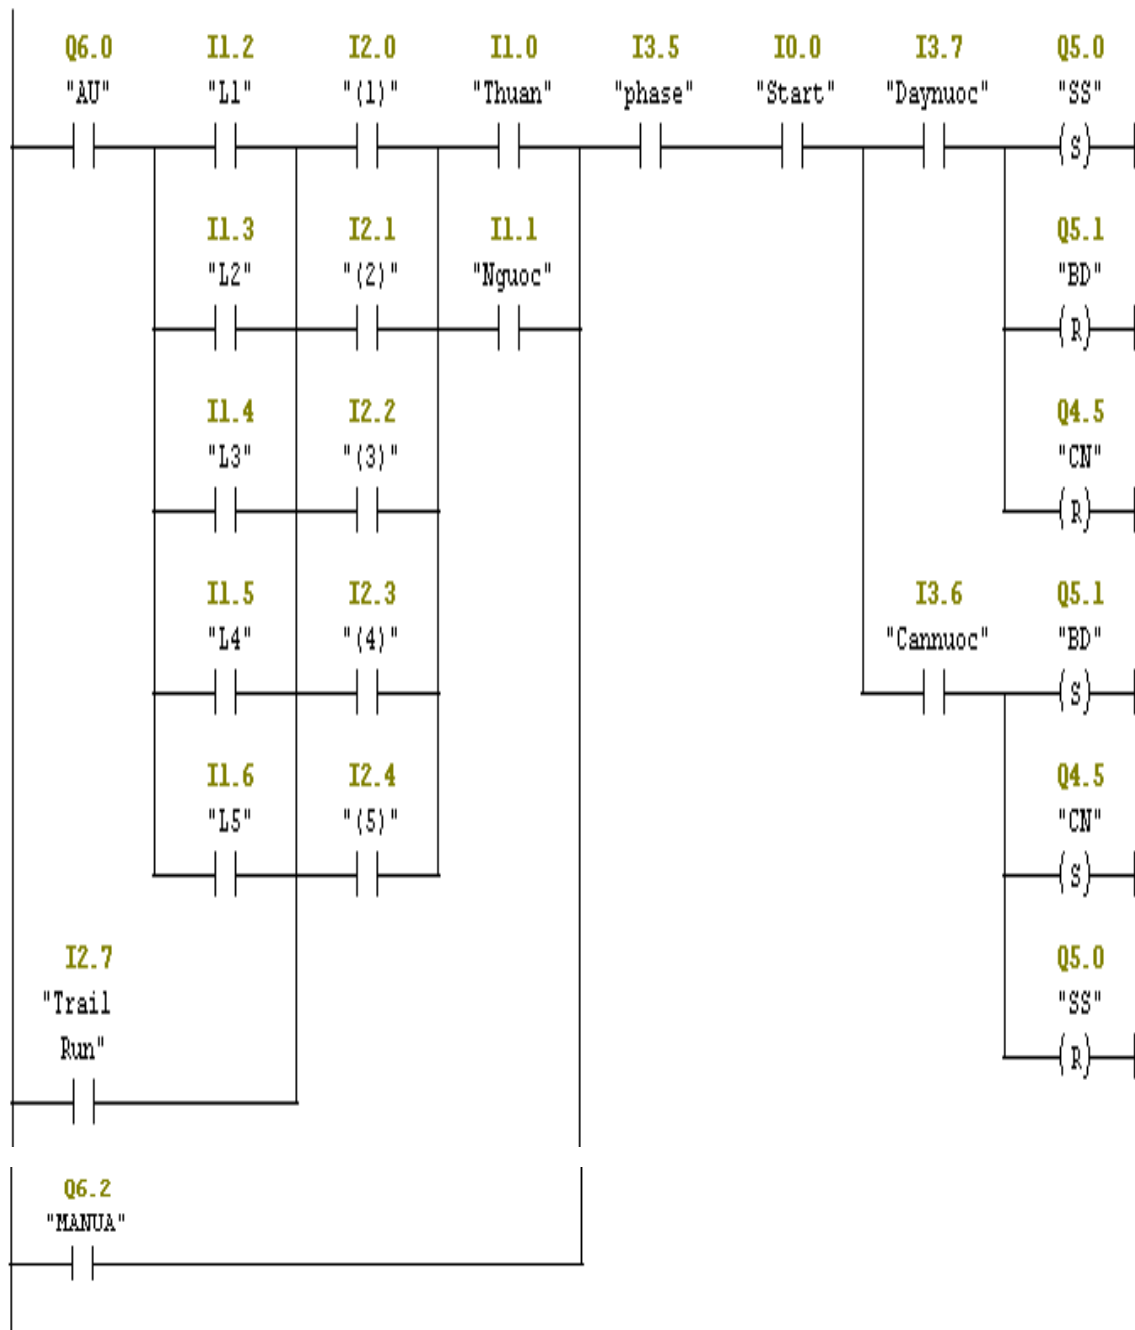 Q6.0 I1.2 I2.0 I1.0 I3.5 I0.0 I3.7 Q5.0
"AU" "L1" "(1)" "Thuan" "phase" "Start" "Daynuoc" "SS"
(S)
I1.3 I2.1 I1.1 Q5.1
"L2" "(2)" "Nguoc" "BD"
(R)
I1.4 I2.2 Q4.5
"L3" "(3)" "CN"
(R)
I1.5 I2.3 I3.6 Q5.1
"L4" "(4)" "Cannuoc" "BD"
(S)
I1.6 I2.4 Q4.5
"L5" "(5)" "CN"
(S)
I2.7 Q5.0
"Trail "SS"
Run"
(R)
Q6.2
"MANUA"